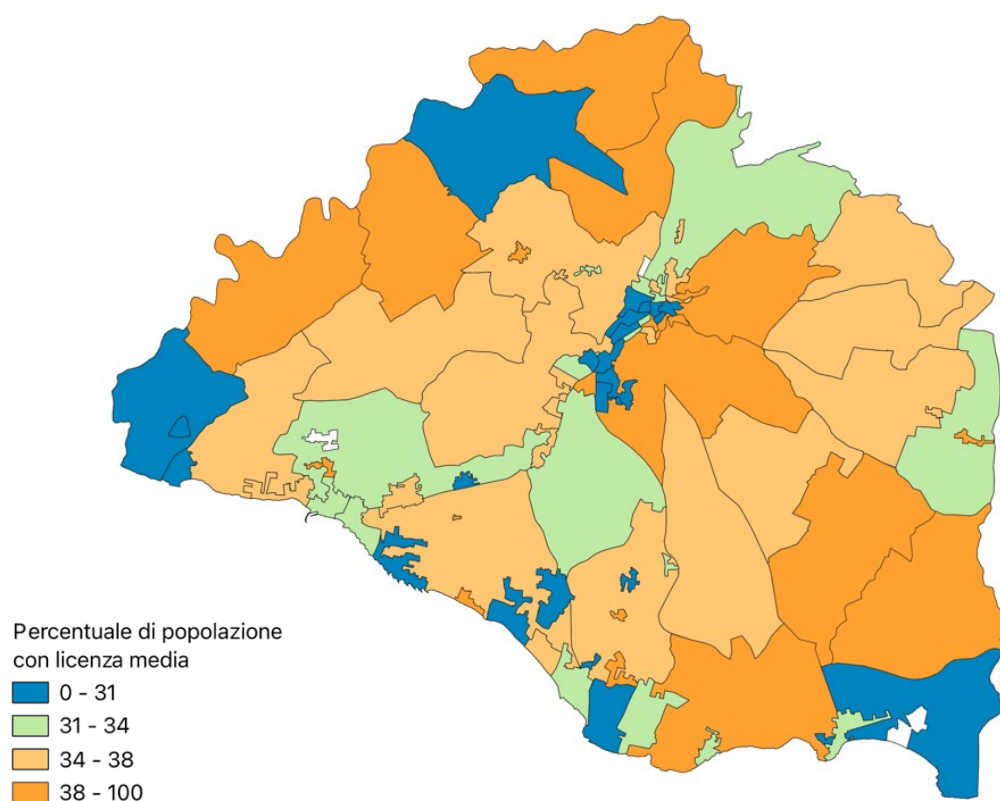 Percentuale di popolazione
con licenza media
0 - 31
31 - 34
34 - 38
38 - 100